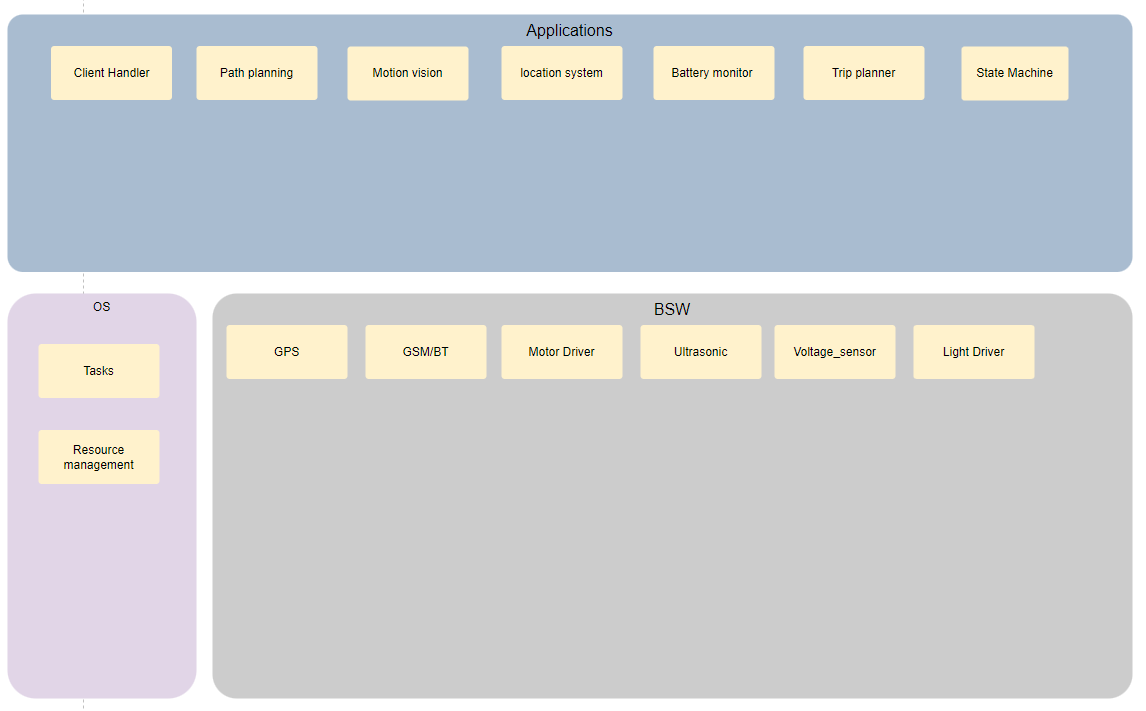 Applications
Client Handler
Path planning
Motion vision
location system
Battery monitor
Trip planner
State Machine
OS
Tasks
Resource
management
BSW
GPS
GSM/BT
Motor Driver
Ultrasonic
Voltage_sensor
Light Driver